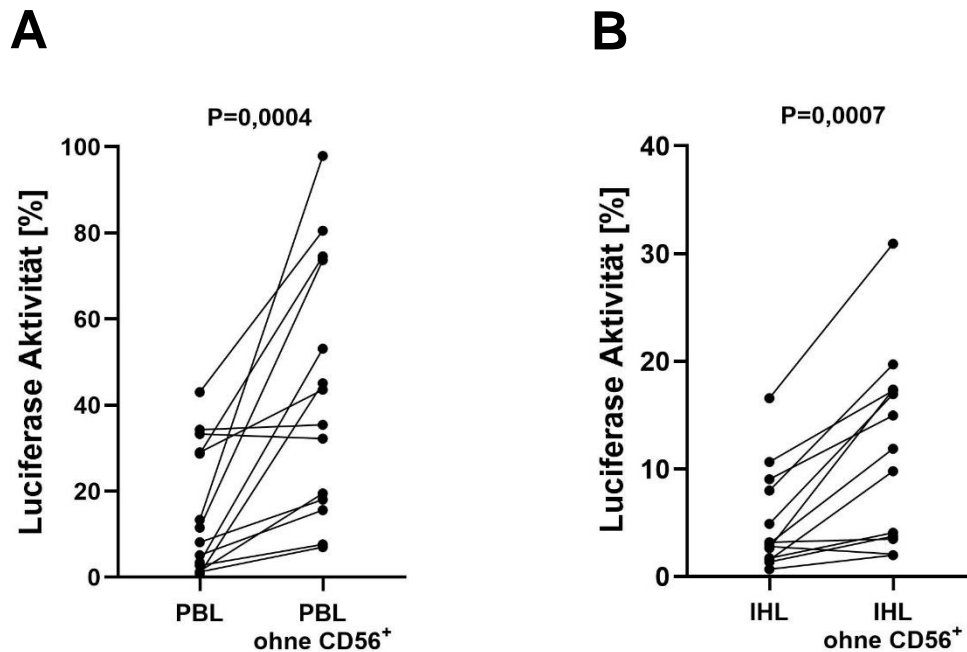 A
P=0,0004
Luciferase Aktivität [%]
100
80
60
40
20
0
PBL
PBL
ohne CD56⁺
B
P=0,0007
Luciferase Aktivität [%]
40
30
20
10
0
IHL
IHL
ohne CD56⁺